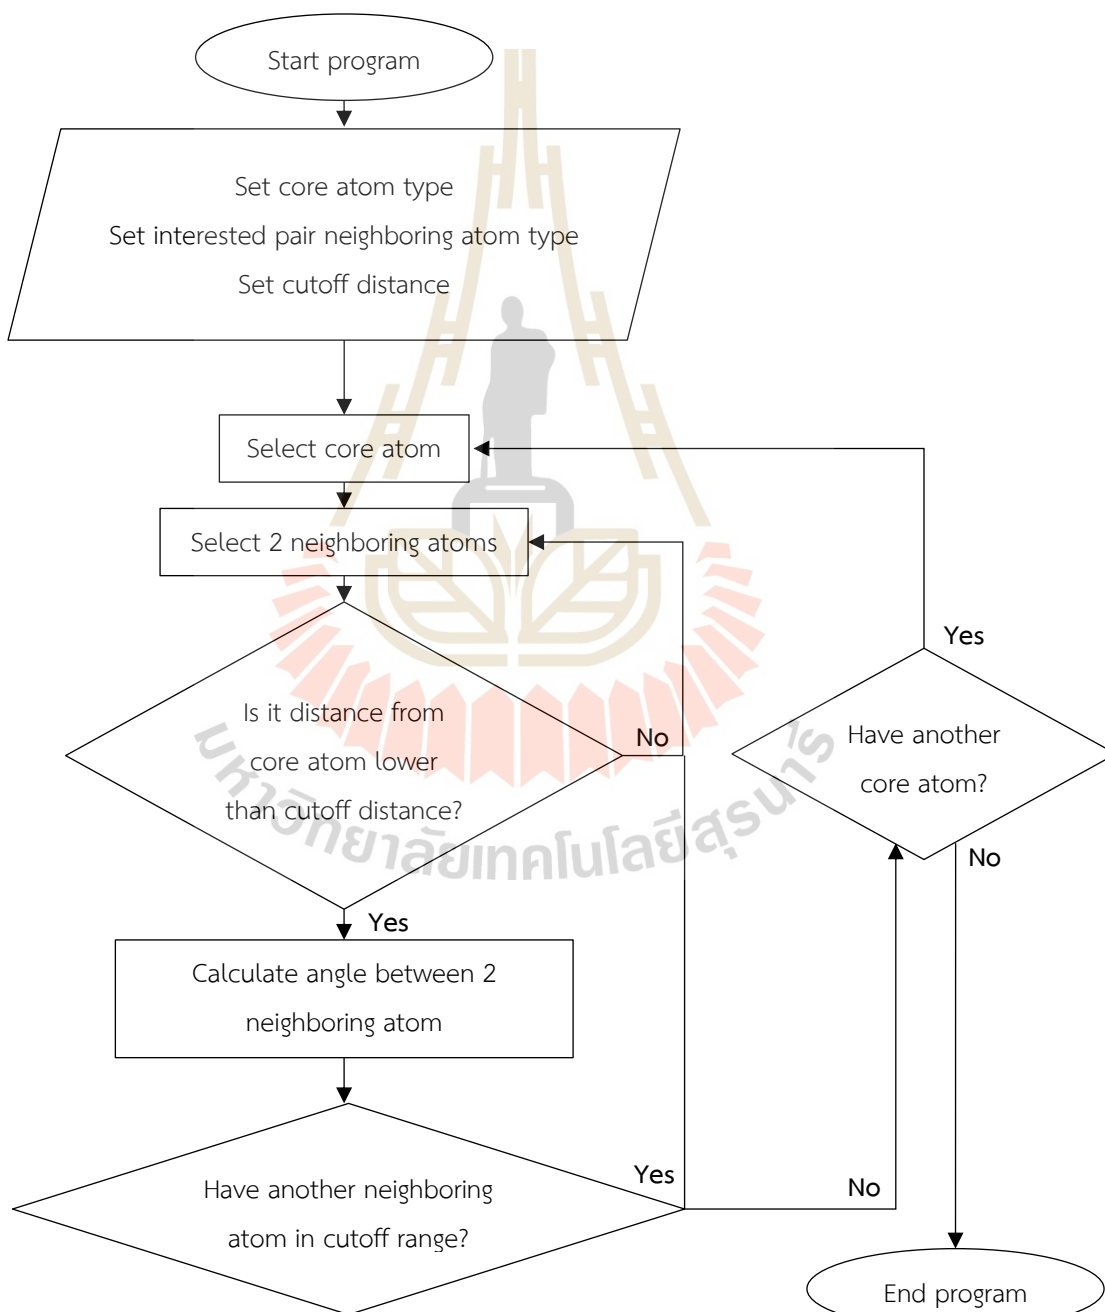 Start program
Set core atom type
Set interested pair neighboring atom type
Set cutoff distance
Select core atom
Select 2 neighboring atoms
Is it distance from
core atom lower
than cutoff distance?
No
Yes
Calculate angle between 2
neighboring atom
Have another neighboring
atom in cutoff range?
Yes
No
Have another
core atom?
Yes
No
End program
มหาวิทยาลัยเทคโนโลยีสุรนารี